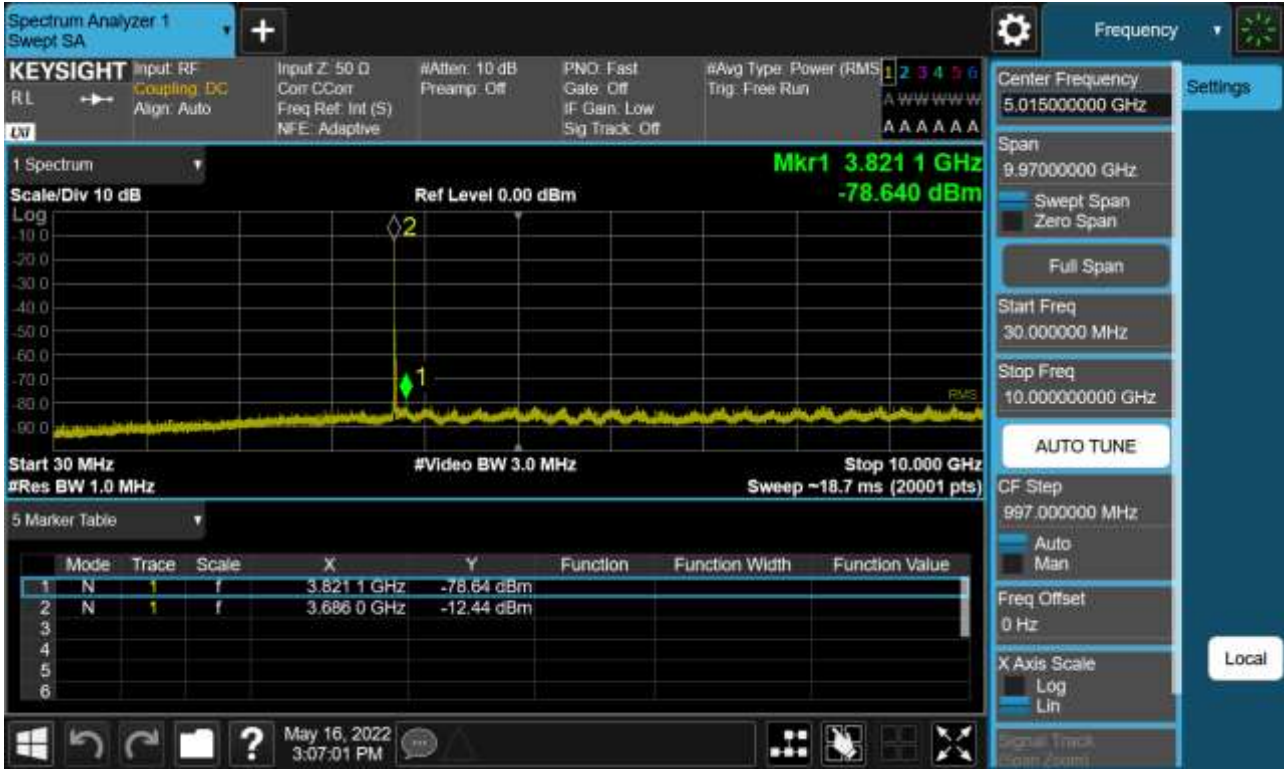 Spectrum Analyzer 1
Swept SA
+
Frequency
KEYSIGHT
RL
LXI
Input: RF
Coupling: DC
Align: Auto
Input Z: 50 Ω
Corr CCorr
Freq Ref: Int (S)
NFE: Adaptive
#Atten: 10 dB
Preamp: Off
PNO: Fast
Gate: Off
IF Gain: Low
Sig Track: Off
#Avg Type: Power (RMS
Trig: Free Run
1 2 3 4 5 6
A W W W W W
A A A A A A
1 Spectrum
Mkr1 3.821 1 GHz
Scale/Div 10 dB
Ref Level 0.00 dBm
-78.640 dBm
Log
-10.0
-20.0
-30.0
-40.0
-50.0
-60.0
-70.0
-80.0
-90.0
2
1
RMS
Start 30 MHz
#Video BW 3.0 MHz
Stop 10.000 GHz
#Res BW 1.0 MHz
Sweep ~18.7 ms (20001 pts)
5 Marker Table
Mode Trace Scale X Y Function Function Width Function Value
1 N 1 f 3.821 1 GHz -78.64 dBm
2 N 1 f 3.686 0 GHz -12.44 dBm
3
4
5
6
May 16, 2022
3:07:01 PM
Center Frequency
5.015000000 GHz
Settings
Span
9.97000000 GHz
Swept Span
Zero Span
Full Span
Start Freq
30.000000 MHz
Stop Freq
10.000000000 GHz
AUTO TUNE
CF Step
997.000000 MHz
Auto
Man
Freq Offset
0 Hz
X Axis Scale
Log
Lin
Local
Signal Track
(Span Zoom)